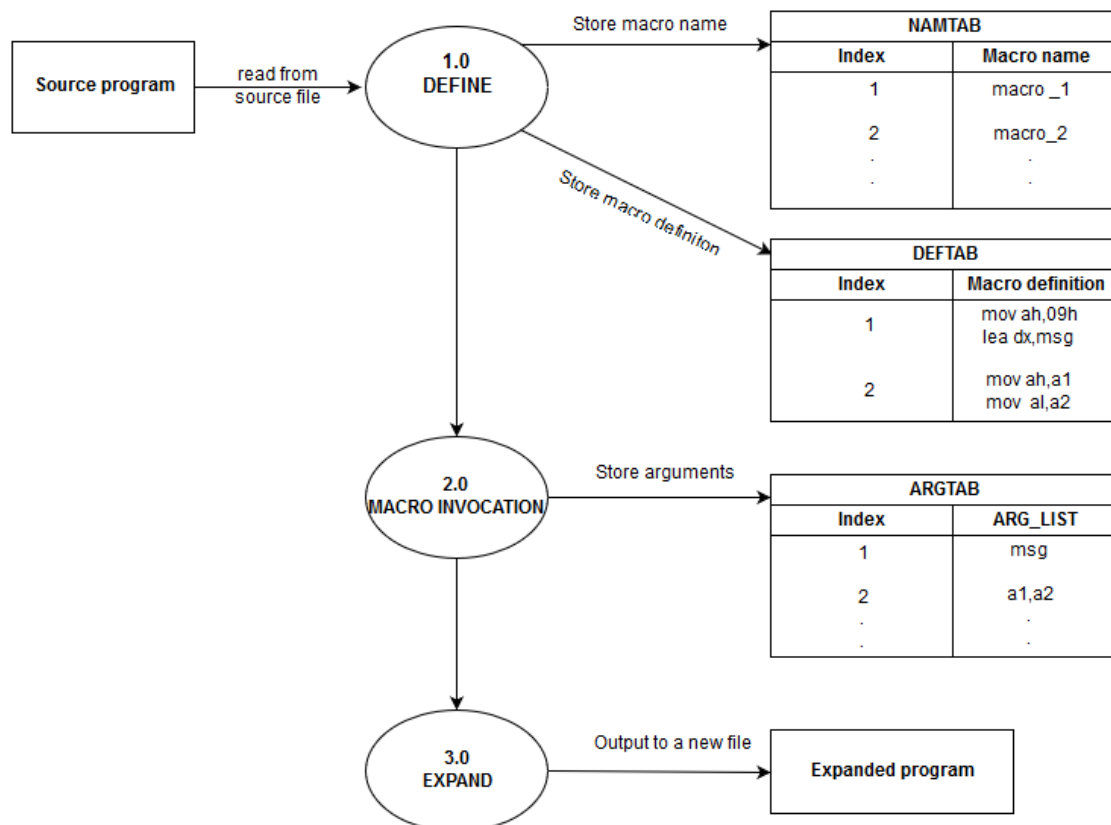 Source program
read from
source file
1.0
DEFINE
Store macro name
NAMTAB
Index Macro name
1 macro _1
2 macro_2
. .
. .
Store macro definiton
DEFTAB
Index Macro definition
1
mov ah,09h
lea dx,msg
2
mov ah,a1
mov al,a2
2.0
MACRO INVOCATION
Store arguments
ARGTAB
Index ARG_LIST
1 msg
2 a1,a2
. .
. .
3.0
EXPAND
Output to a new file
Expanded program